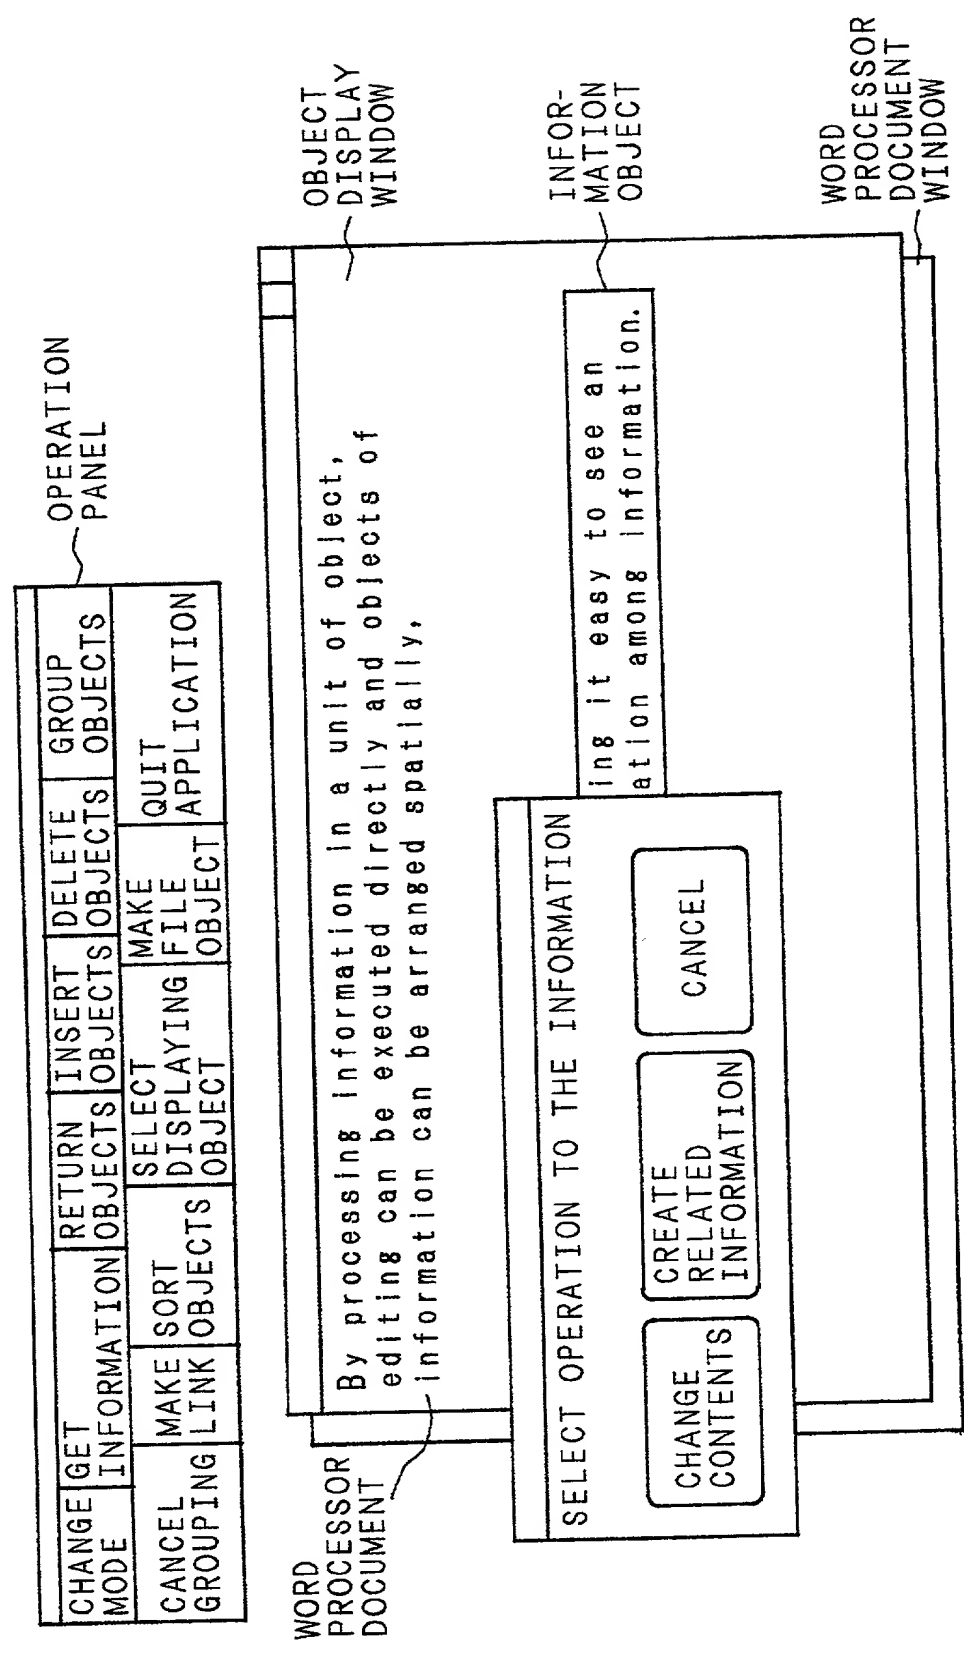 OPERATION
PANEL
CHANGE
MODE
GET
INFORMATION
RETURN
OBJECTS
INSERT
OBJECTS
DELETE
OBJECTS
GROUP
OBJECTS
CANCEL
GROUPING
MAKE
LINK
SORT
OBJECTS
SELECT
DISPLAYING
OBJECT
MAKE
FILE
OBJECT
QUIT
APPLICATION
OBJECT
DISPLAY
WINDOW
WORD
PROCESSOR
DOCUMENT
By processing information in a unit of object,
editing can be executed directly and objects of
information can be arranged spatially,
INFOR-
MATION
OBJECT
ing it easy to see an
ation among information.
SELECT OPERATION TO THE INFORMATION
CHANGE
CONTENTS
CREATE
RELATED
INFORMATION
CANCEL
WORD
PROCESSOR
DOCUMENT
WINDOW